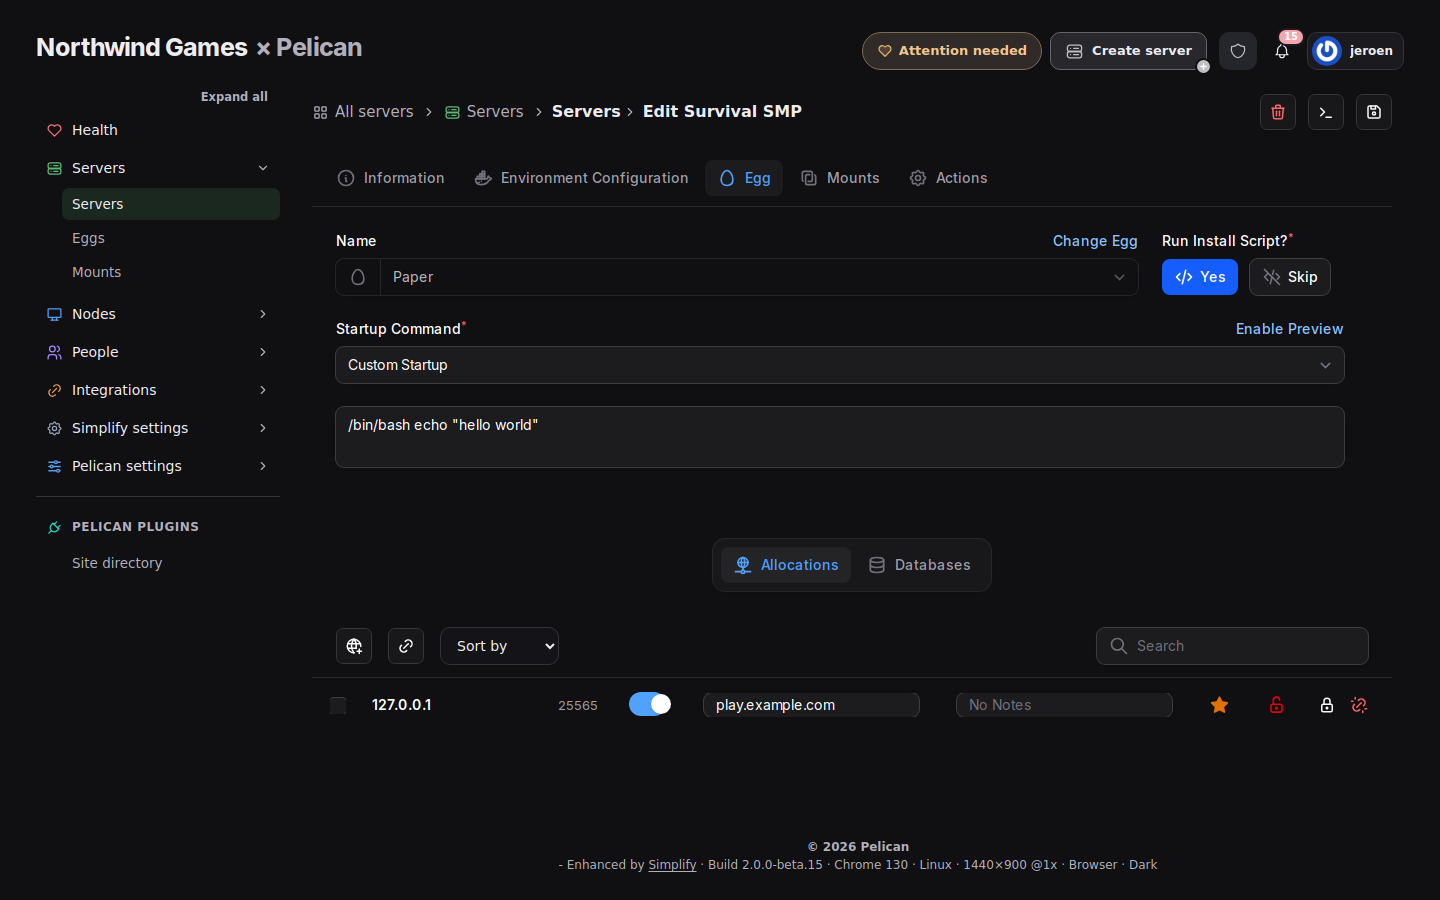 Northwind Games × Pelican
Attention needed
Create server
15
jeroen
Expand all
Health
Servers
Servers
Eggs
Mounts
Nodes
People
Integrations
Simplify settings
Pelican settings
PELICAN PLUGINS
Site directory
All servers > Servers > Servers > Edit Survival SMP
Information
Environment Configuration
Egg
Mounts
Actions
Name
Change Egg
Run Install Script?*
Paper
Yes
Skip
Startup Command*
Enable Preview
Custom Startup
/bin/bash echo "hello world"
Allocations
Databases
Sort by
Search
127.0.0.1
25565
play.example.com
No Notes
© 2026 Pelican
- Enhanced by Simplify · Build 2.0.0-beta.15 · Chrome 130 · Linux · 1440×900 @1x · Browser · Dark